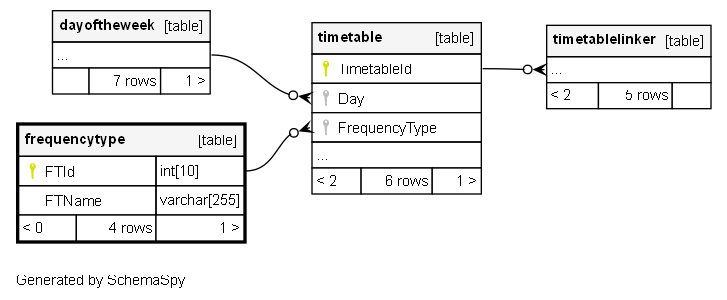 dayoftheweek [table]
...
7 rows 1 >
frequencytype [table]
FTId int[10]
FTName varchar[255]
< 0 4 rows 1 >
timetable [table]
TimetableId
Day
FrequencyType
...
< 2 6 rows 1 >
timetablelinker [table]
...
< 2 5 rows
Generated by SchemaSpy